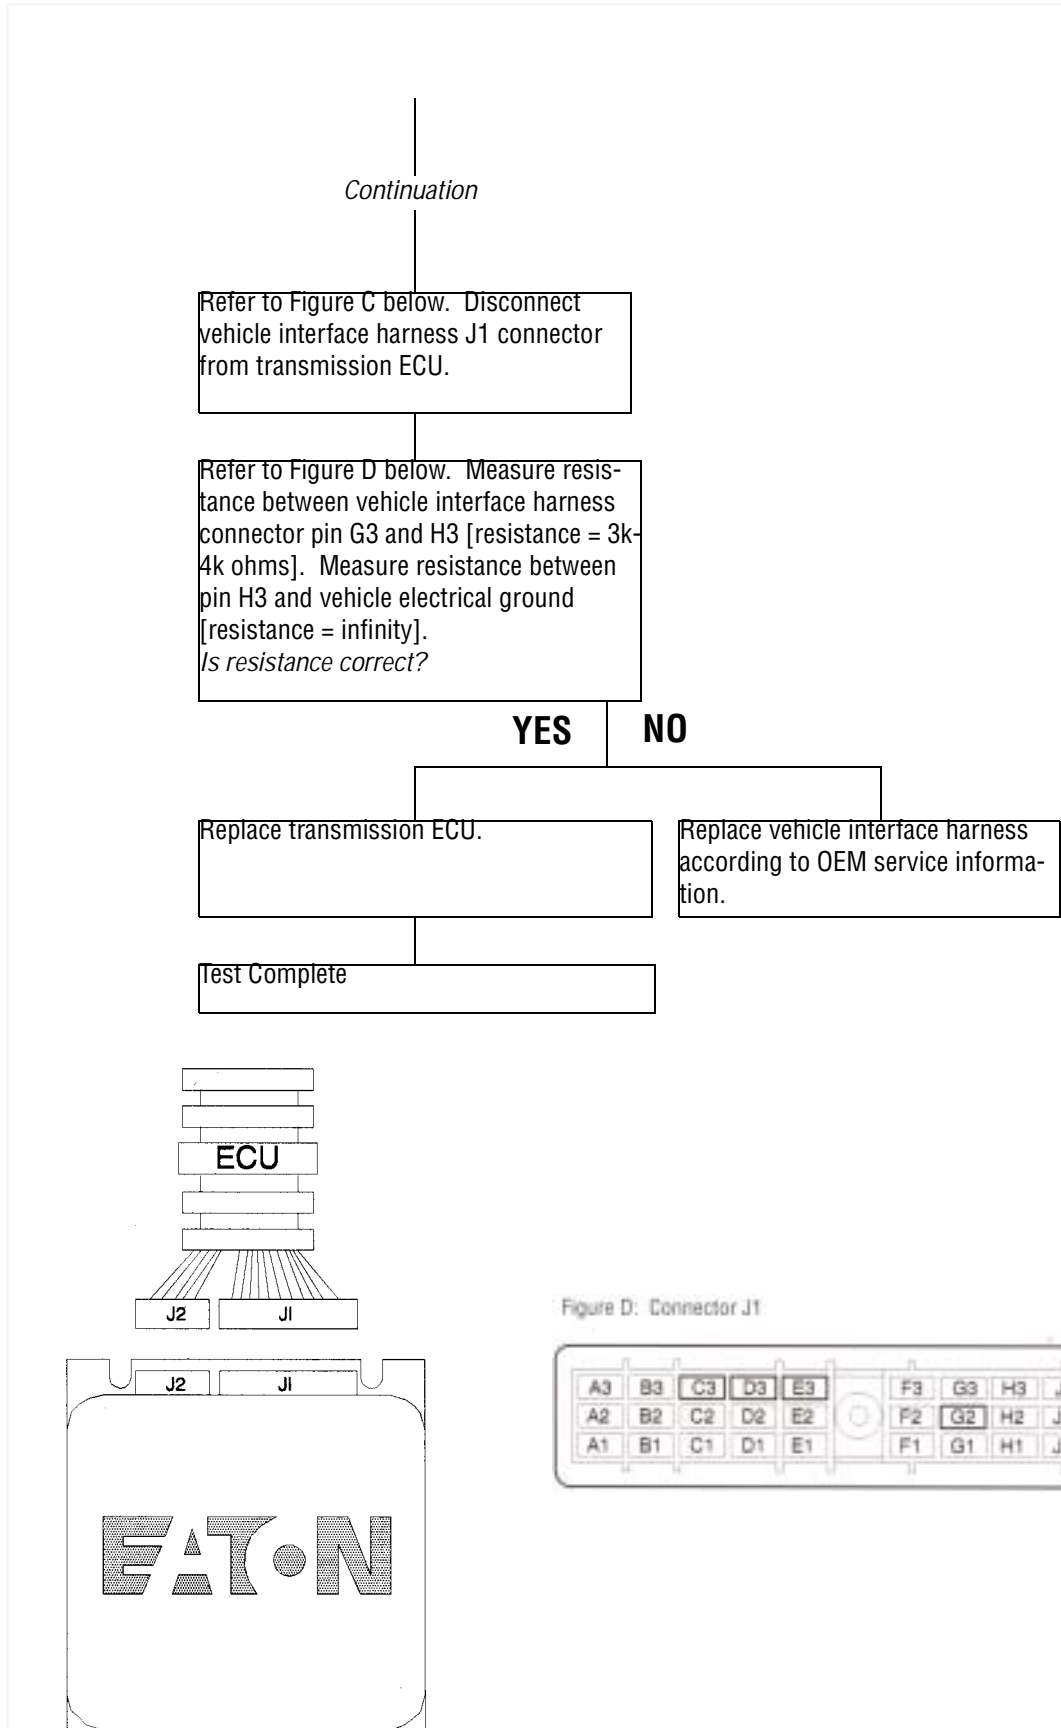 Continuation
Refer to Figure C below. Disconnect
vehicle interface harness J1 connector
from transmission ECU.
Refer to Figure D below. Measure resis-
tance between vehicle interface harness
connector pin G3 and H3 [resistance = 3k-
4k ohms]. Measure resistance between
pin H3 and vehicle electrical ground
[resistance = infinity].
Is resistance correct?
YES NO
Replace transmission ECU.
Replace vehicle interface harness
according to OEM service informa-
tion.
Test Complete
ECU
J2 J1
J2 J1
EATON
Figure D: Connector J1
A3 B3 C3 D3 E3 F3 G3 H3
A2 B2 C2 D2 E2 F2 G2 H2 J
A1 B1 C1 D1 E1 F1 G1 H1 J